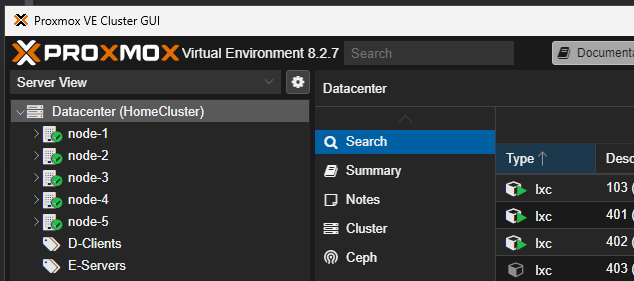 Proxmox VE Cluster GUI
PROXMOX Virtual Environment 8.2.7 Search Documenta
Server View
Datacenter (HomeCluster)
node-1
node-2
node-3
node-4
node-5
D-Clients
E-Servers
Datacenter
Search
Summary
Notes
Cluster
Ceph
Type Desc
lxc 103 (
lxc 401 (
lxc 402 (
lxc 403 (